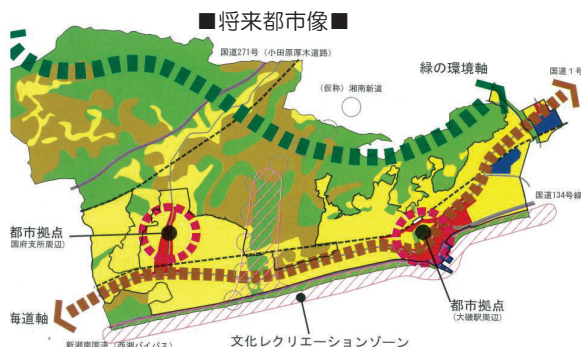 ■将来都市像■
国道271号（小田原厚木道路）
（仮称）湘南新道
緑の環境軸
国道1号
国道134号線
都市拠点
国府支所周辺）
都市拠点
（大磯駅周辺）
海道軸
新湘南国道（西湘バイパス）
文化レクリエーションゾーン